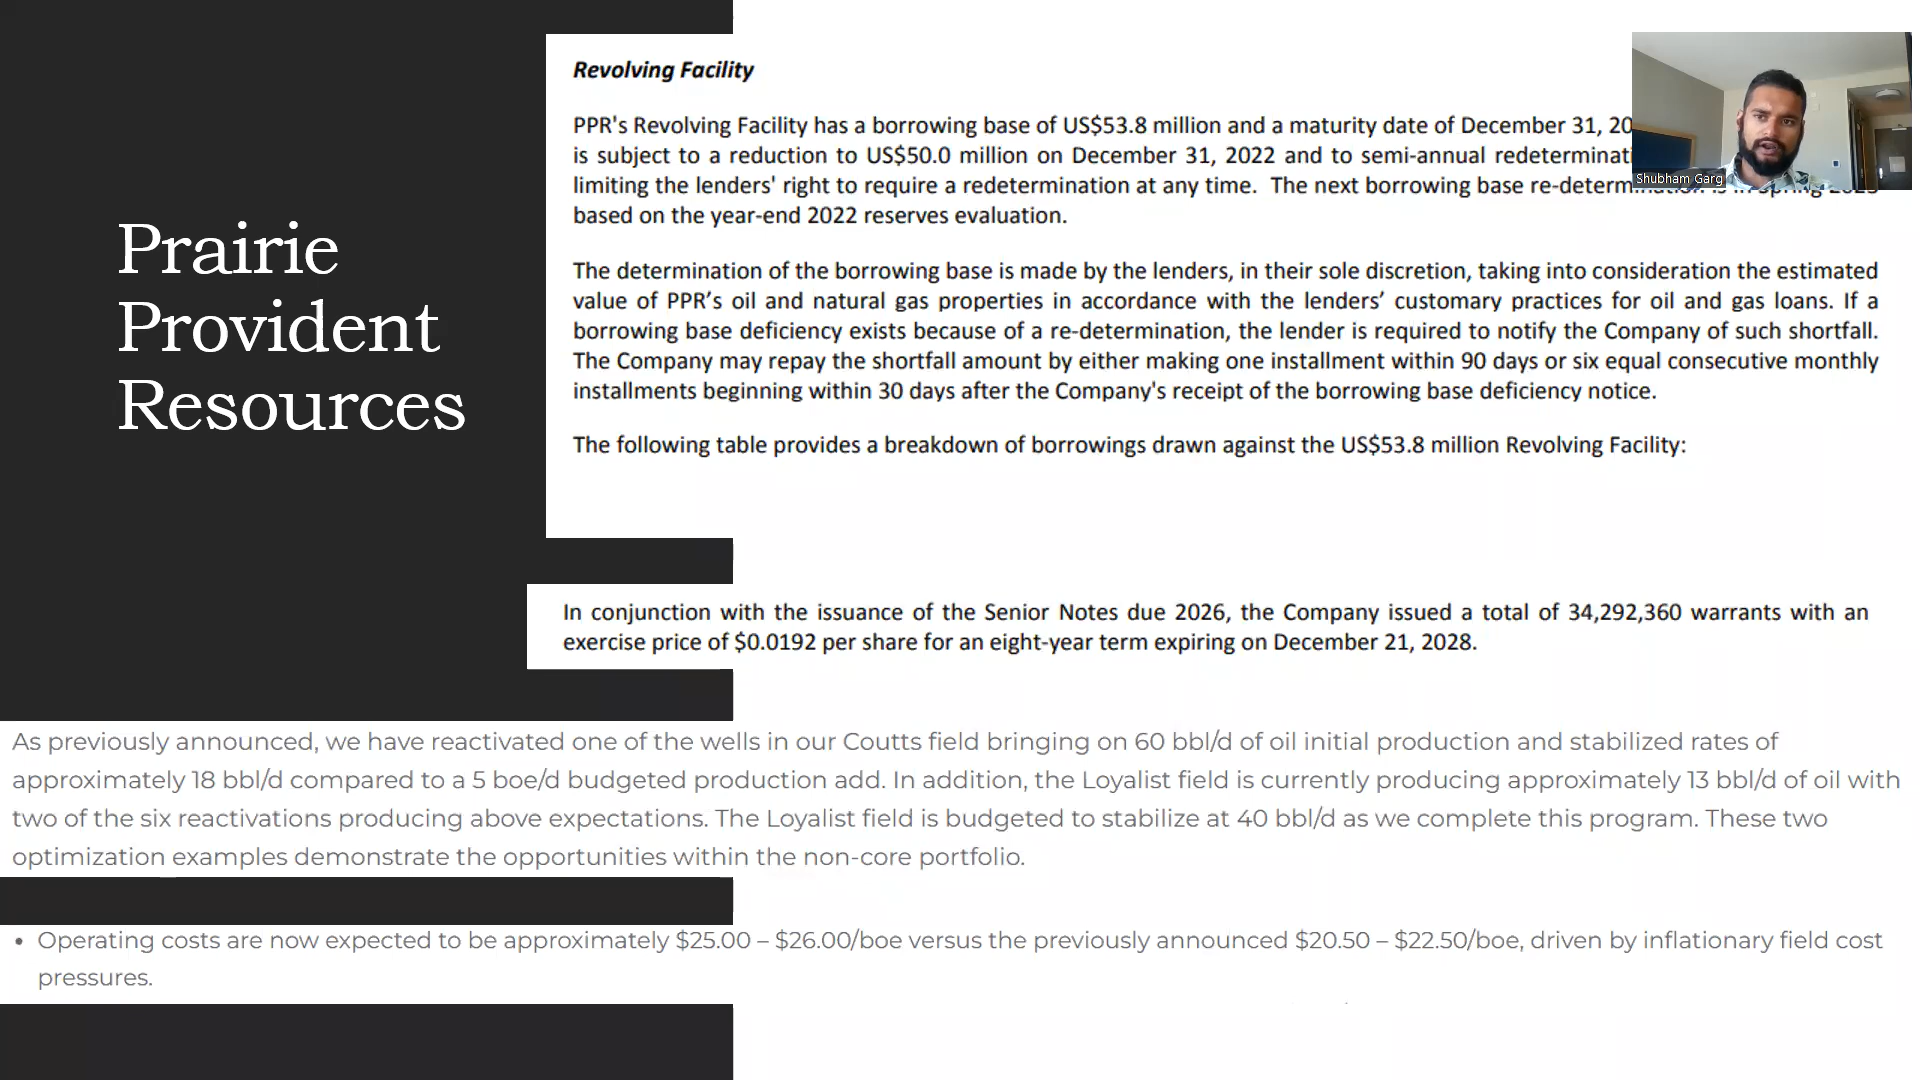 Prairie
Provident
Resources
Revolving Facility
PPR's Revolving Facility has a borrowing base of US$53.8 million and a maturity date of December 31, 20
is subject to a reduction to US$50.0 million on December 31, 2022 and to semi-annual
limiting the lenders' right to require a redetermination at any time. The next borrowing base
based on the year-end 2022 reserves evaluation.
The determination of the borrowing base is made by the lenders, in their sole discretion, taking into consideration the estimated
value of PPR's oil and natural gas properties in accordance with the lenders' customary practices for oil and gas loans. If a
borrowing base deficiency exists because of a re-determination, the lender is required to notify the Company of such shortfall.
The Company may repay the shortfall amount by either making one installment within 90 days or six equal consecutive monthly
installments beginning within 30 days after the Company's receipt of the borrowing base deficiency notice.
The following table provides a breakdown of borrowings drawn against the US$53.8 million Revolving Facility:
In conjunction with the issuance of the Senior Notes due 2026, the Company issued a total of 34,292,360 warrants with an
exercise price of $0.0192 per share for an eight-year term expiring on December 21, 2028.
As previously announced, we have reactivated one of the wells in our Coutts field bringing on 60 bbl/d of oil initial production and stabilized rates of
approximately 18 bbl/d compared to a 5 boe/d budgeted production add. In addition, the Loyalist field is currently producing approximately 13 bbl/d of oil with
two of the six reactivations producing above expectations. The Loyalist field is budgeted to stabilize at 40 bbl/d as we complete this program. These two
optimization examples demonstrate the opportunities within the non-core portfolio.
• Operating costs are now expected to be approximately $25.00 – $26.00/boe versus the previously announced $20.50 – $22.50/boe, driven by inflationary field cost
pressures.
Shubham Garg